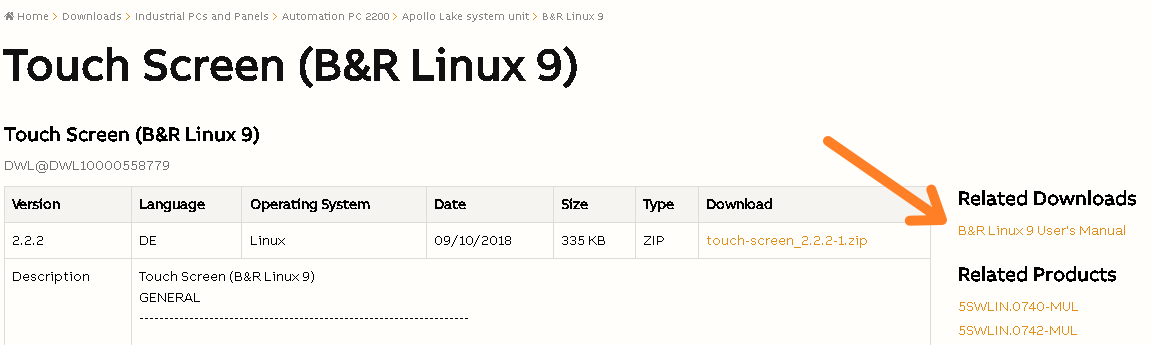 Home > Downloads > Industrial PCs and Panels > Automation PC 2200 > Apollo Lake system unit > B&R Linux 9
Touch Screen (B&R Linux 9)
Touch Screen (B&R Linux 9)
DWL@DWL10000558779
Version Language Operating System Date Size Type Download
2.2.2 DE Linux 09/10/2018 335 KB ZIP touch-screen_2.2.2-1.zip
Description Touch Screen (B&R Linux 9)
GENERAL
------------------------------------------------------------------
Related Downloads
B&R Linux 9 User's Manual
Related Products
5SWLIN.0740-MUL
5SWLIN.0742-MUL